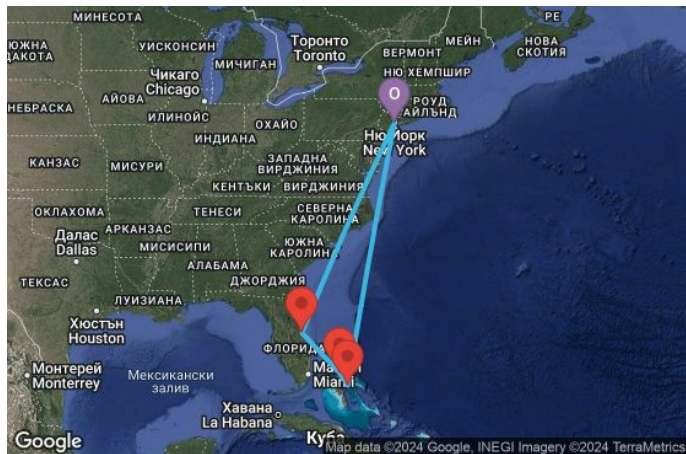 МИНЕСОТА
РЕ
ЮЖНА
ДАКОТА
УИСКОНСИН
МИЧИГАН
Торонто
Toronto
ВЕРМОНТ
МЕЙН
НОВА
СКОТИЯ
Чикаго
Chicago
НЮ ХЕМПШИР
НЕБРАСКА
АЙОВА
ИЛИНОЙС
ИНДИАНА
ОХАЙО
O
РОУД
АЙЛЪНД
Ню Йорк
New York
КАНЗАС
МИСУРИ
ЗАПАДНА
ВИРДЖИНИЯ
КЕНТЪКИ
ВИРДЖИНИЯ
ОКЛАХОМА
АРКАНЗАС
ТЕНЕСИ
СЕВЕРНА
КАРОЛИНА
Далас
Dallas
МИСИСИПИ
АЛАБАМА
ЮЖНА
КАРОЛИНА
ДЖОРДЖИЯ
ТЕКСАС
ЛУИЗИАНА
Хюстън
Houston
ФЛОРИДА
Монтерей
Monterrey
Мексикански
залив
Miami
Хавана
La Habana
Куба
Google
Map data ©2024 Google, INEGI Imagery ©2024 TerraMetrics